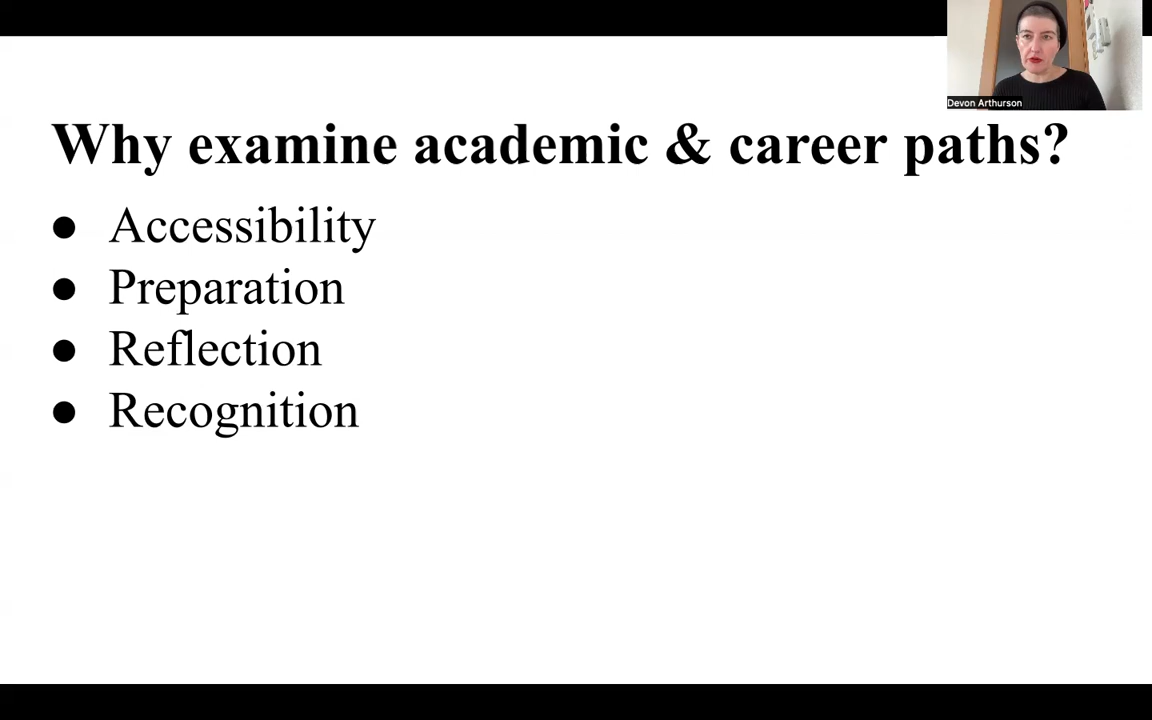 Devon Arthurson
Why examine academic & career paths?
● Accessibility
● Preparation
● Reflection
● Recognition